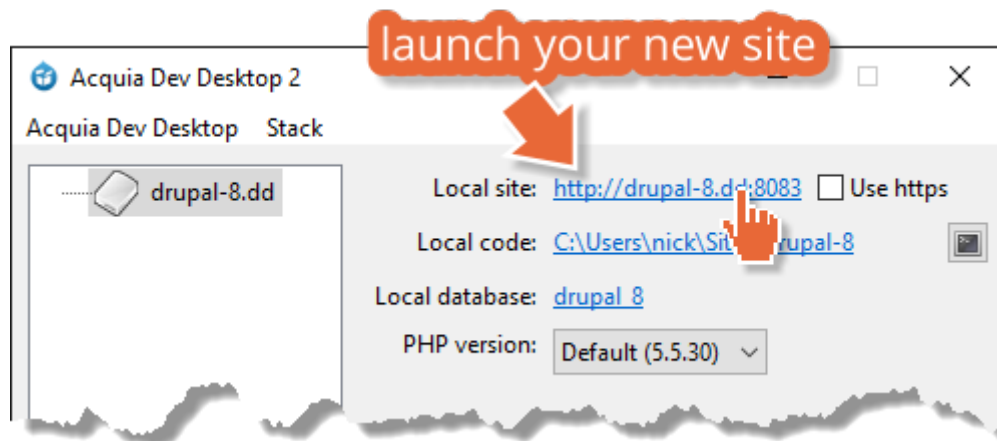 launch your new site
Acquia Dev Desktop 2
Acquia Dev Desktop Stack
drupal-8.dd
Local site: http://drupal-8.dd:8083 Use https
Local code: C:\Users\nick\Sit rupal-8
Local database: drupal_8
PHP version: Default (5.5.30)